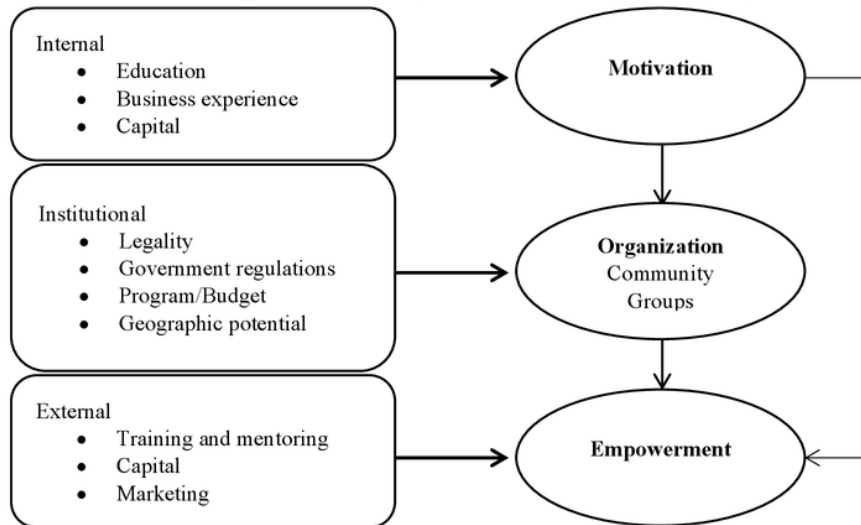 Internal
• Education
• Business experience
• Capital
Motivation
Institutional
• Legality
• Government regulations
• Program/Budget
• Geographic potential
Organization
Community
Groups
External
• Training and mentoring
• Capital
• Marketing
Empowerment